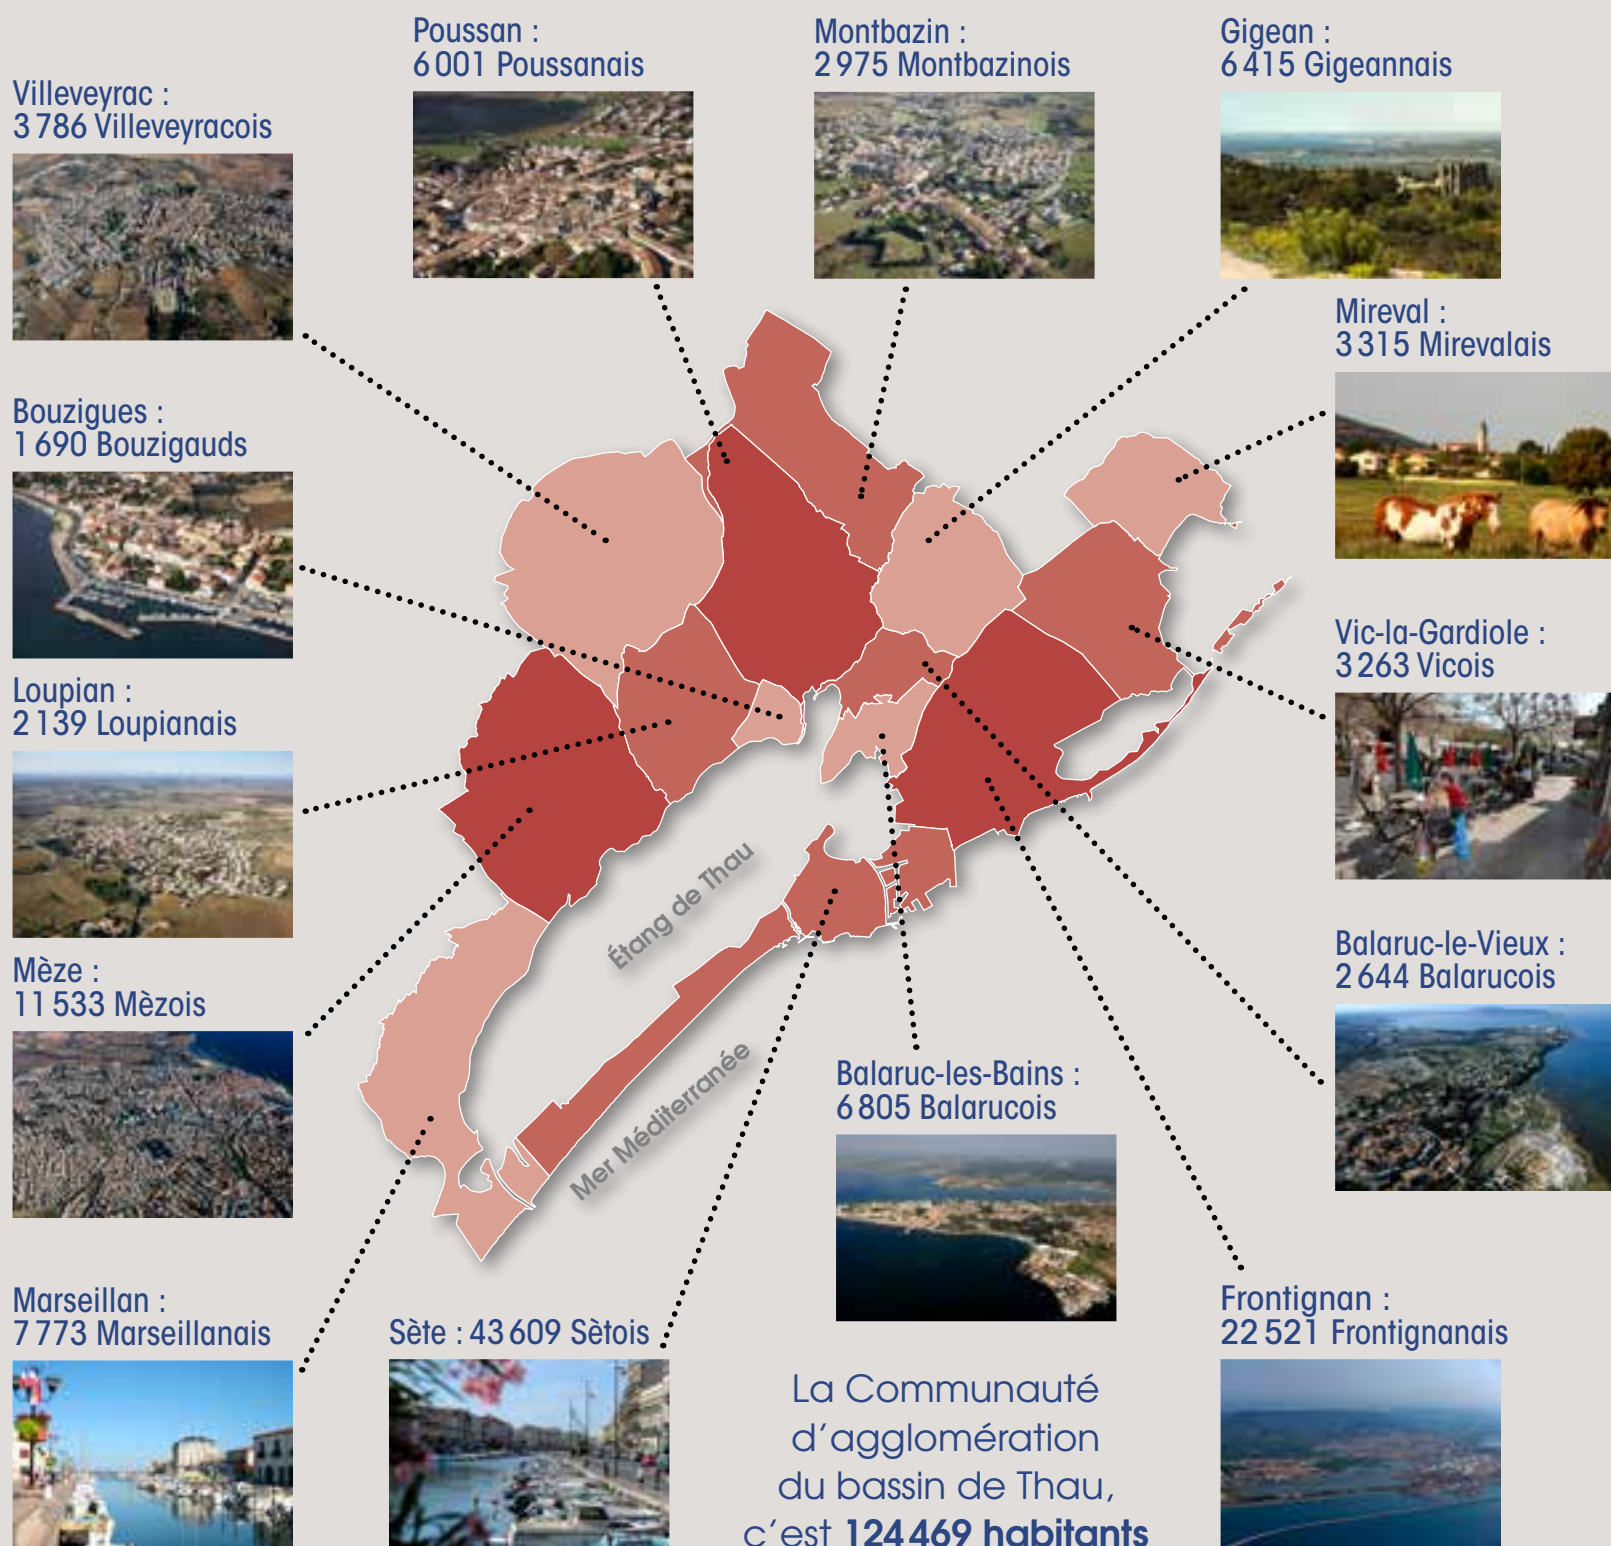 Poussan :
6 001 Poussanais
Montbazin :
2 975 Montbazinois
Gigean :
6 415 Gigeannais
Villeveyrac :
3 786 Villeveyracois
Mireval :
3 315 Mirevalais
Bouzigues :
1 690 Bouzigauds
Vic-la-Gardiole :
3 263 Vicois
Loupian :
2 139 Loupianais
Étang de Thau
Balaruc-le-Vieux :
2 644 Balarucois
Mèze :
11 533 Mèzois
Mer Méditerranée
Balaruc-les-Bains :
6 805 Balarucois
Marseillan :
7 773 Marseillanais
Sète : 43 609 Sètois
Frontignan :
22 521 Frontignanais
La Communauté
d’agglomération
du bassin de Thau,
c’est 124 469 habitants